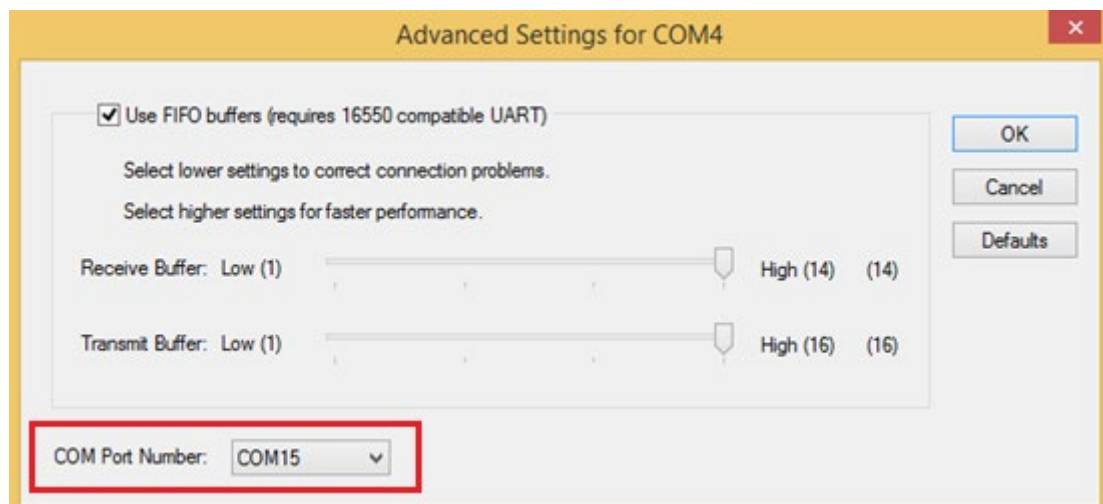 Advanced Settings for COM4
Use FIFO buffers (requires 16550 compatible UART)
OK
Select lower settings to correct connection problems.
Cancel
Select higher settings for faster performance.
Defaults
Receive Buffer: Low (1) High (14) (14)
Transmit Buffer: Low (1) High (16) (16)
COM Port Number: COM15